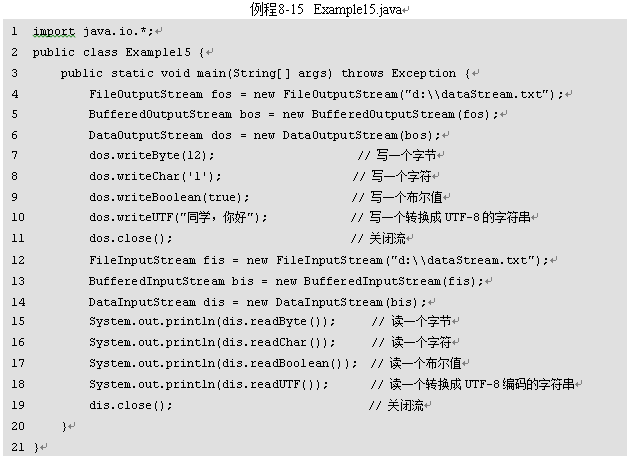 例程8-15 Example15.java
1 import java.io.*;
2 public class Example15 {
3 public static void main(String[] args) throws Exception {
4 FileOutputStream fos = new FileOutputStream("d:\\dataStream.txt");
5 BufferedOutputStream bos = new BufferedOutputStream(fos);
6 DataOutputStream dos = new DataOutputStream(bos);
7 dos.writeByte(12); // 写一个字节
8 dos.writeChar('1'); // 写一个字符
9 dos.writeBoolean(true); // 写一个布尔值
10 dos.writeUTF("同学，你好"); // 写一个转换成 UTF-8 的字符串
11 dos.close(); // 关闭流
12 FileInputStream fis = new FileInputStream("d:\\dataStream.txt");
13 BufferedInputStream bis = new BufferedInputStream(fis);
14 DataInputStream dis = new DataInputStream(bis);
15 System.out.println(dis.readByte()); // 读一个字节
16 System.out.println(dis.readChar()); // 读一个字符
17 System.out.println(dis.readBoolean()); // 读一个布尔值
18 System.out.println(dis.readUTF()); // 读一个转换成 UTF-8 编码的字符串
19 dis.close(); // 关闭流
20 }
21 }